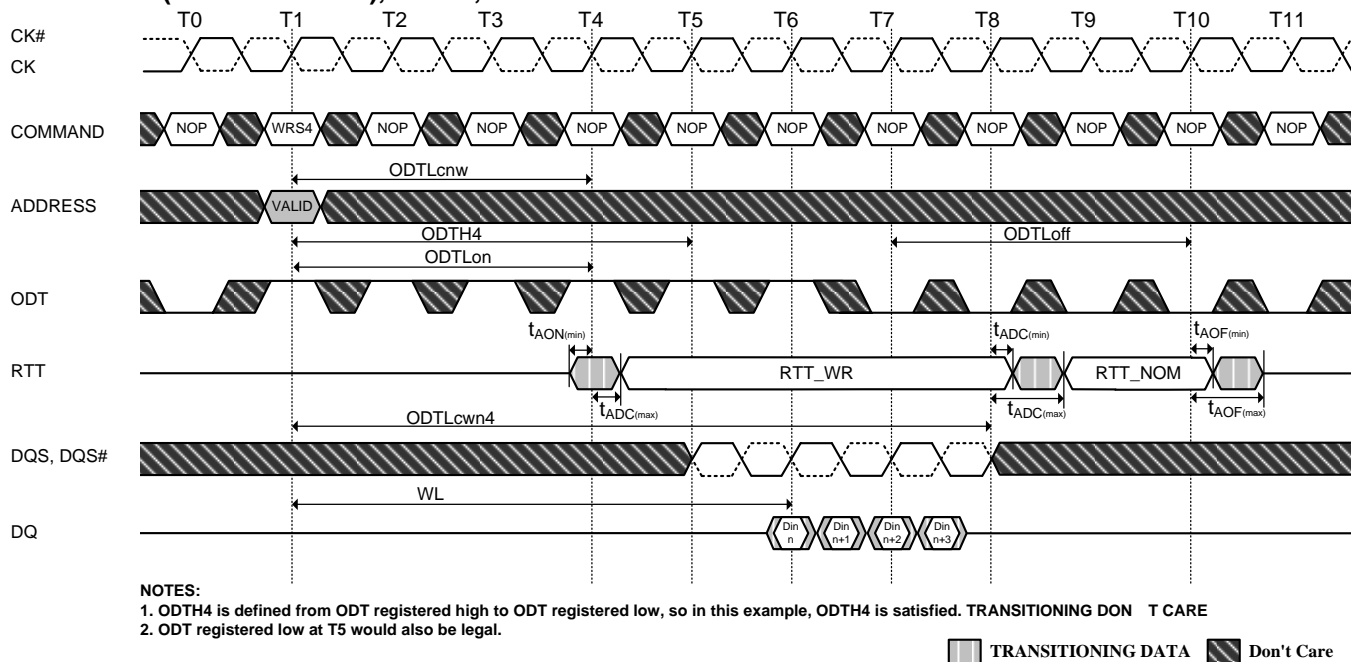 T0 T1 T2 T3 T4 T5 T6 T7 T8 T9 T10 T11
CK#
CK
COMMAND NOP WRS4 NOP NOP NOP NOP NOP NOP NOP NOP NOP NOP
ODTLcnw
ADDRESS VALID
ODTH4 ODTLoff
ODTLon
ODT
tAON(min) tADC(min) tAOF(min)
RTT RTT_WR RTT_NOM
tADC(max) tADC(max) tAOF(max)
ODTLcwn4
DQS, DQS#
WL
DQ Din n Din n+1 Din n+2 Din n+3
NOTES:
1. ODTH4 is defined from ODT registered high to ODT registered low, so in this example, ODTH4 is satisfied. TRANSITIONING DON T CARE
2. ODT registered low at T5 would also be legal.
TRANSITIONING DATA Don't Care